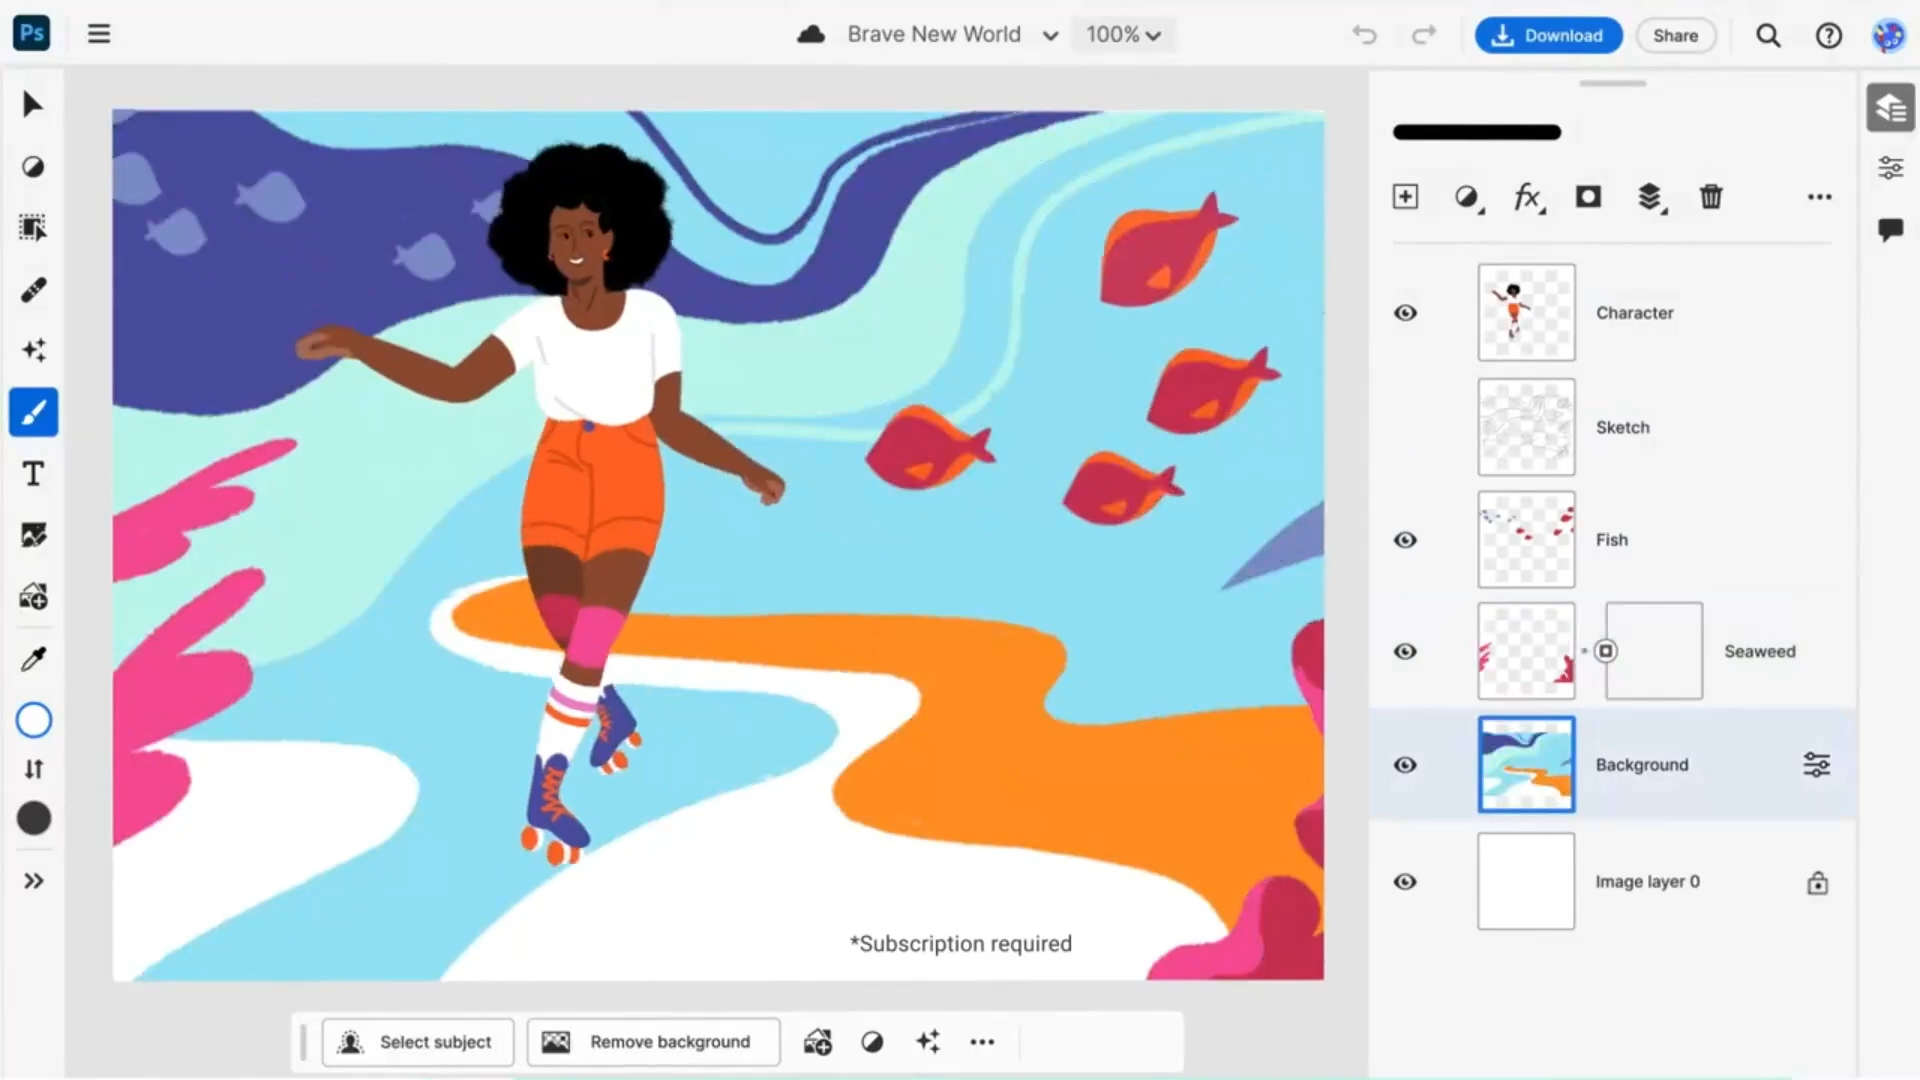 Ps
Brave New World
100%
Download
Share
fx
T
Character
Sketch
Fish
Seaweed
Background
Image layer 0
*Subscription required
Select subject
Remove background